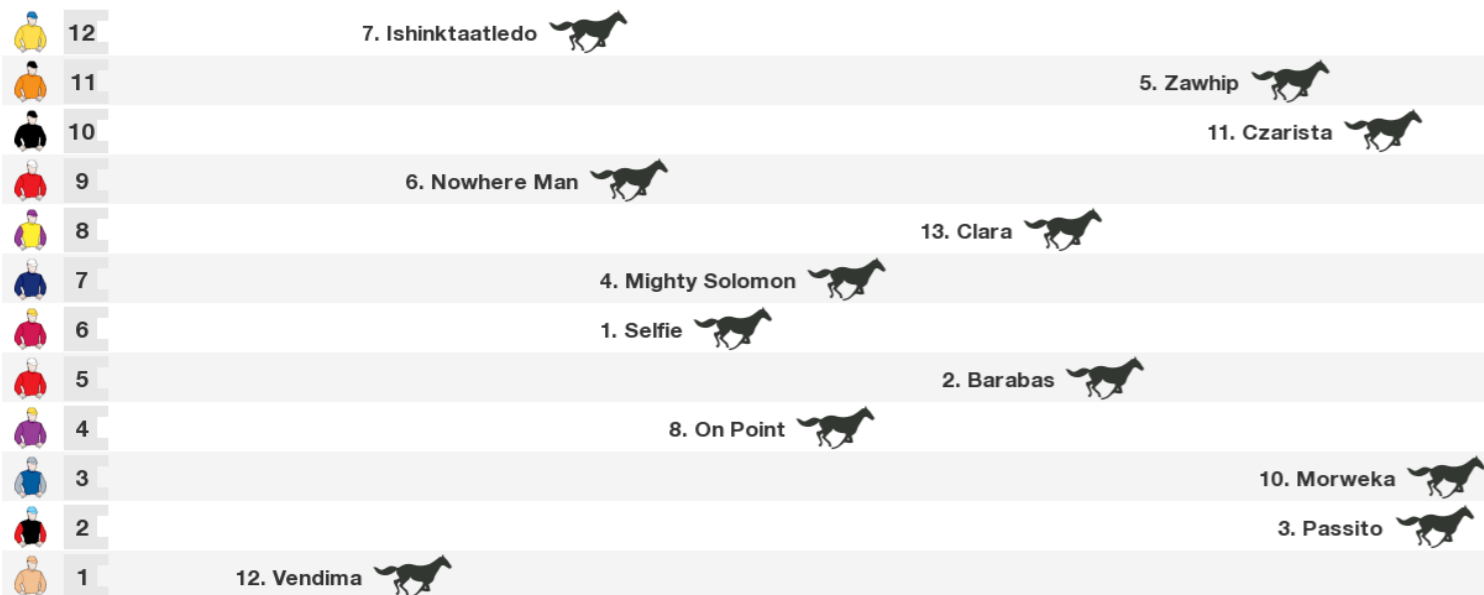 12 7. Ishinktaatledo
11 5. Zawhip
10 11. Czarista
9 6. Nowhere Man
8 13. Clara
7 4. Mighty Solomon
6 1. Selfie
5 2. Barabas
4 8. On Point
3 10. Morweka
2 3. Passito
1 12. Vendima